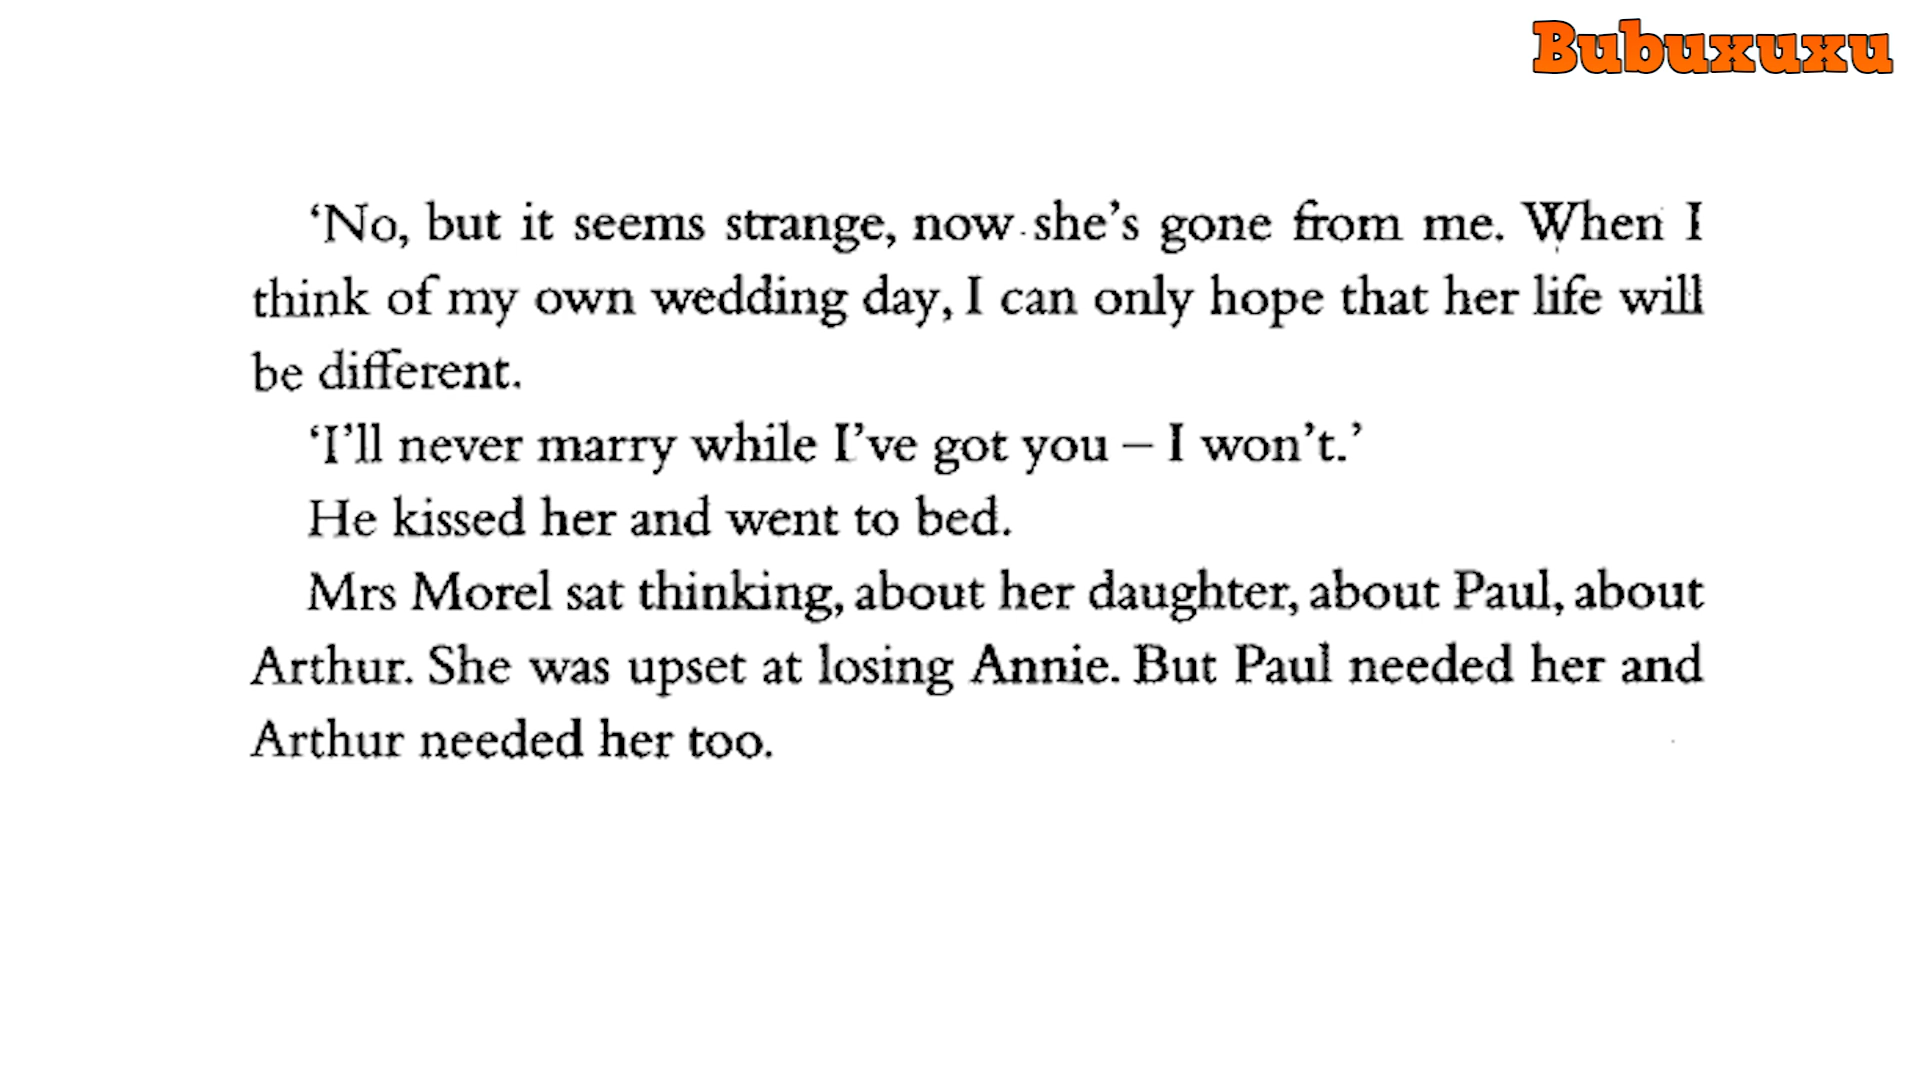 Bubuxuxu
‘No, but it seems strange, now she’s gone from me. When I
think of my own wedding day, I can only hope that her life will
be different.
‘I’ll never marry while I’ve got you – I won’t.’
He kissed her and went to bed.
Mrs Morel sat thinking, about her daughter, about Paul, about
Arthur. She was upset at losing Annie. But Paul needed her and
Arthur needed her too.